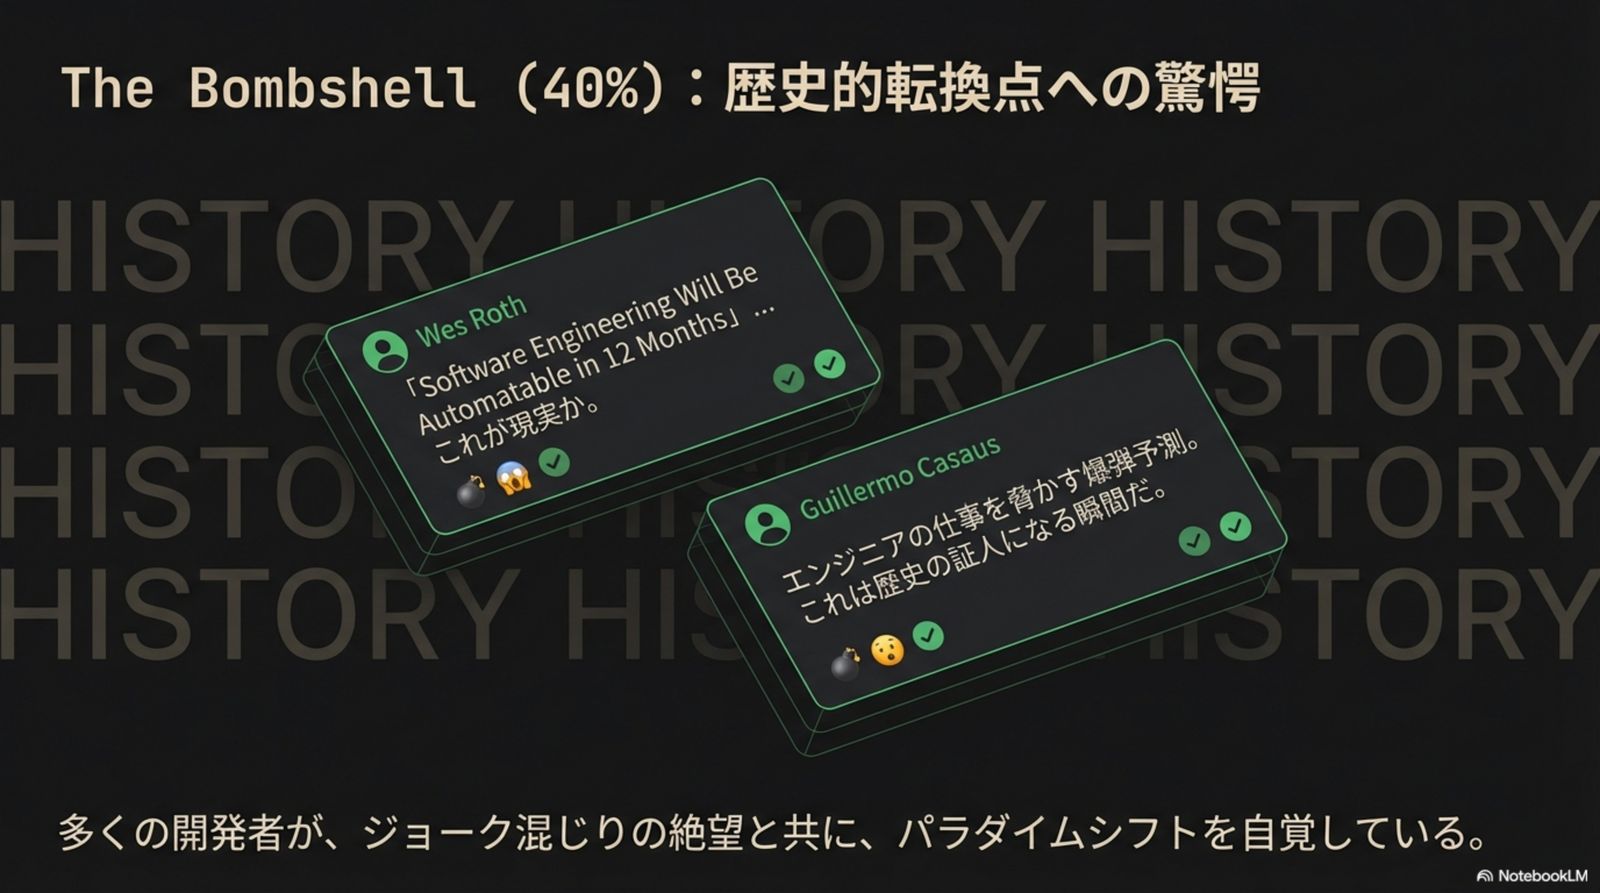 The Bombshell (40%)：歴史的転換点への驚愕
HISTORY HISTORY HISTORY
HISTORY HISTORY HISTORY
HISTORY HISTORY HISTORY
HISTORY HISTORY HISTORY
Wes Roth
「Software Engineering Will Be
Automatable in 12 Months」…
これが現実か。
Guillermo Casaus
エンジニアの仕事を脅かす爆弾予測。
これは歴史の証人になる瞬間だ。
多くの開発者が、ジョーク混じりの絶望と共に、パラダイムシフトを自覚している。
NotebookLM